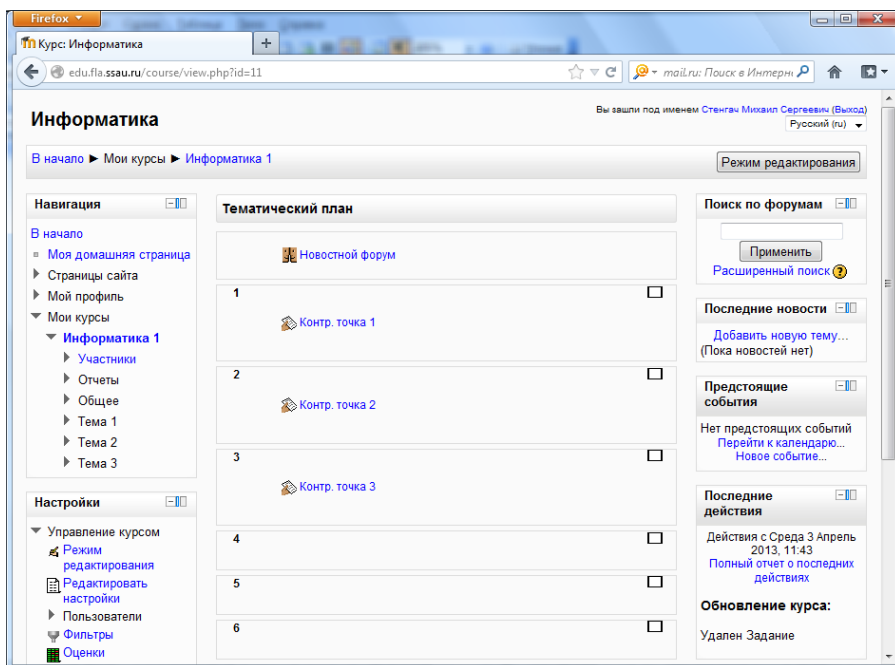 Firefox
Курс: Информатика
edu.fla.ssau.ru/course/view.php?id=11
mail.ru: Поиск в Интерн
Информатика
Вы зашли под именем Стенгач Михаил Сергеевич (Выход)
Русский (ru)
В начало ► Мои курсы ► Информатика 1
Режим редактирования
Навигация
В начало
Моя домашняя страница
Страницы сайта
Мой профиль
Мои курсы
Информатика 1
Участники
Отчеты
Общее
Тема 1
Тема 2
Тема 3
Настройки
Управление курсом
Режим
редактирования
Редактировать
настройки
Пользователи
Фильтры
Оценки
Тематический план
Новостной форум
1
Контр. точка 1
2
Контр. точка 2
3
Контр. точка 3
4
5
6
Поиск по форумам
Применить
Расширенный поиск
Последние новости
Добавить новую тему...
(Пока новостей нет)
Предстоящие
события
Нет предстоящих событий
Перейти к календарю...
Новое событие...
Последние
действия
Действия с Среда 3 Апрель
2013, 11:43
Полный отчет о последних
действиях
Обновление курса:
Удален Задание